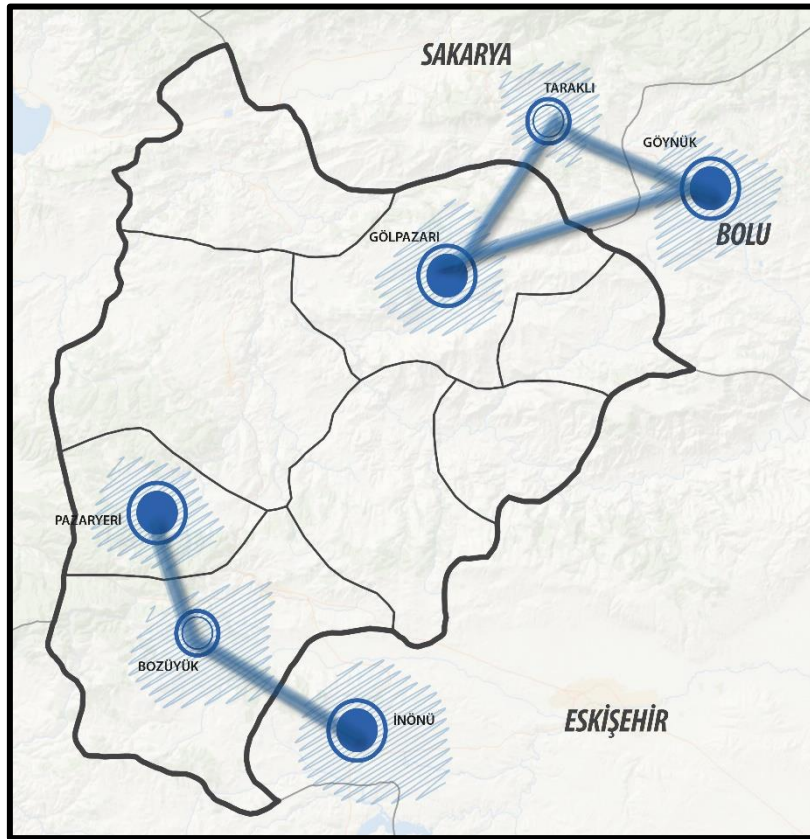 SAKARYA
TARAKLI
GÖYNÜK
BOLU
GÖLPAZARI
PAZARYERİ
BOZÜYÜK
İNÖNÜ
ESKİŞEHİR